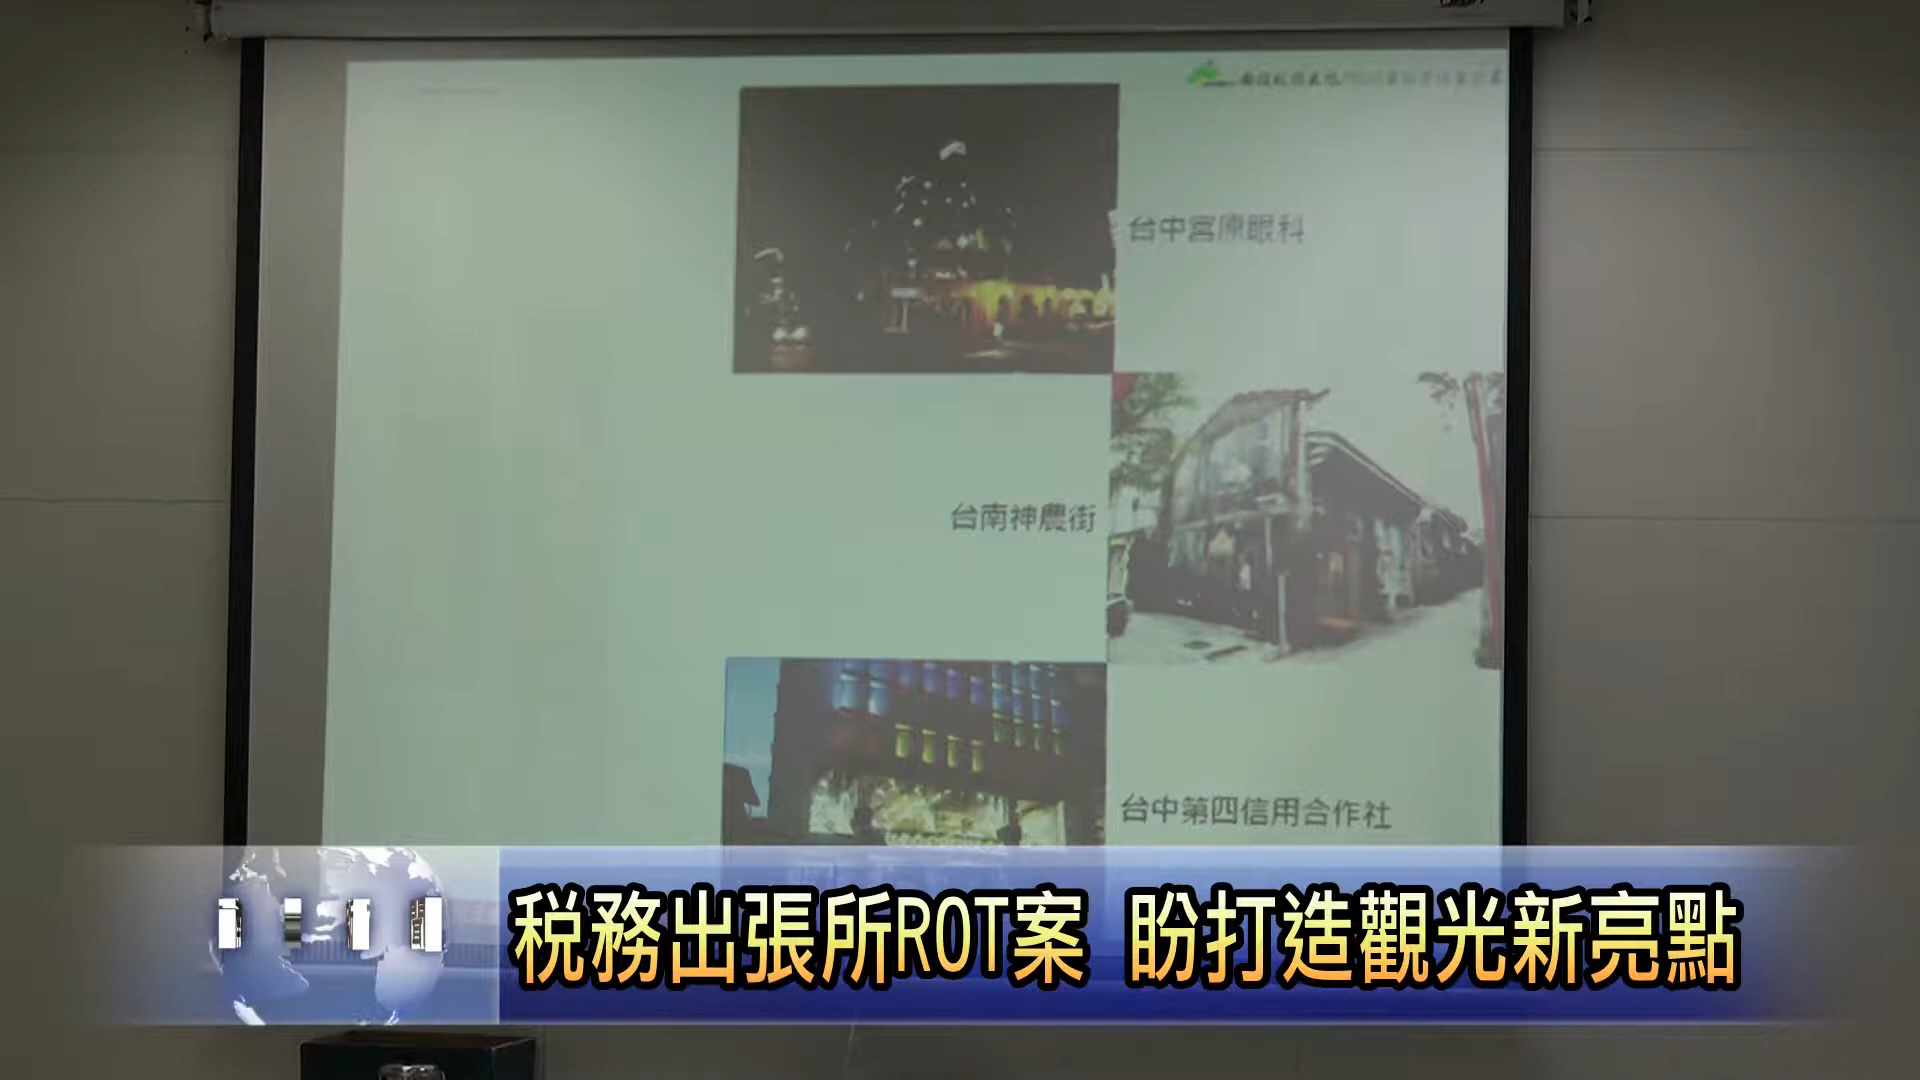 台中宮原眼科
台南神農街
台中第四信用合作社
税務出張所ROT案 盼打造觀光新亮點